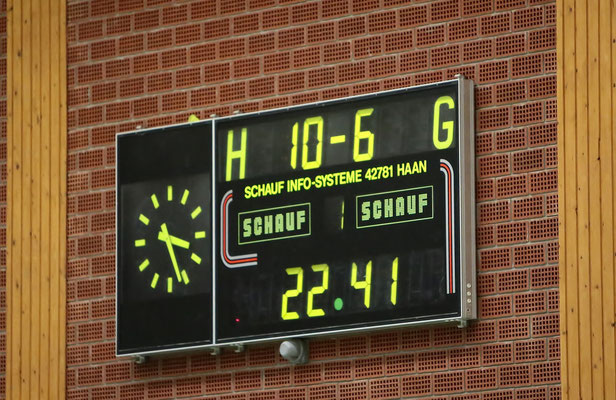 H 10-6 G
SCHAUF INFO-SYSTEME 42781 HAAN
SCHAUF 1 SCHAUF
22.41